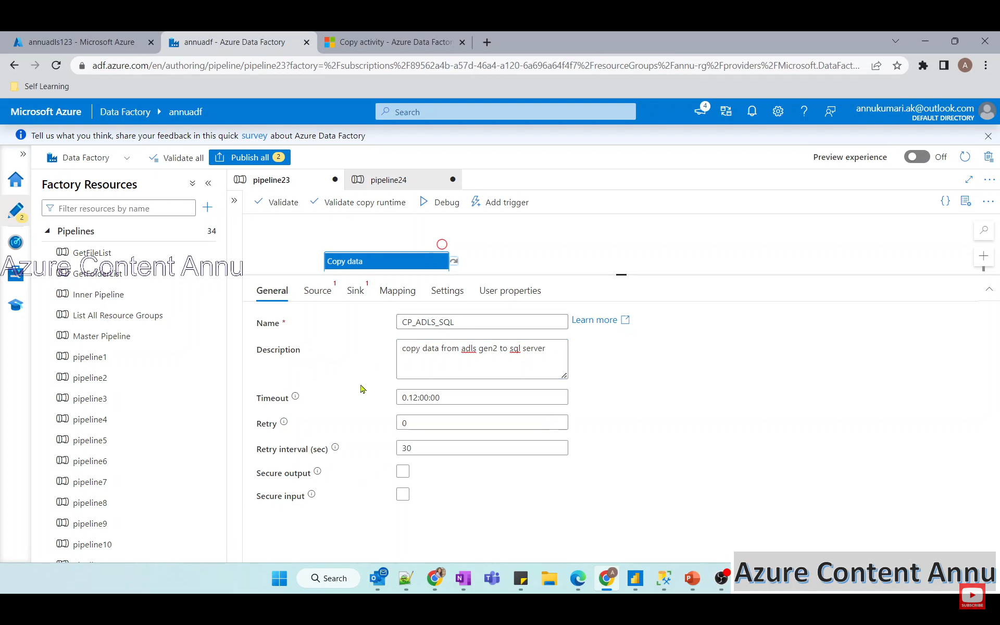 annuadls123 - Microsoft Azure
annuadf - Azure Data Factory
Copy activity - Azure Data Factor
adf.azure.com/en/authoring/pipeline/pipeline23?factory=%2Fsubscriptions%2F89562a4b-a57d-46a4-a120-6a696a64f4f7%2FresourceGroups%2Fannu-rg%2Fproviders%2FMicrosoft.DataFact...
A
Self Learning
Microsoft Azure
Data Factory
annuadf
Search
4
annukumari.ak@outlook.com
DEFAULT DIRECTORY
Tell us what you think, share your feedback in this quick survey about Azure Data Factory
Data Factory
Validate all
Publish all 2
Preview experience
Off
Factory Resources
pipeline23
pipeline24
Filter resources by name
2
Validate
Validate copy runtime
Debug
Add trigger
Pipelines 34
GetFileList
Azure Content Annu
GetFolderList
Inner Pipeline
List All Resource Groups
Master Pipeline
pipeline1
pipeline2
pipeline3
pipeline4
pipeline5
pipeline6
pipeline7
pipeline8
pipeline9
pipeline10
Copy data
General
Source 1
Sink 1
Mapping
Settings
User properties
Name *
CP_ADLS_SQL
Learn more
Description
copy data from adls gen2 to sql server
Timeout
0.12:00:00
Retry
0
Retry interval (sec)
30
Secure output
Secure input
Search
Azure Content Annu
SUBSCRIBE